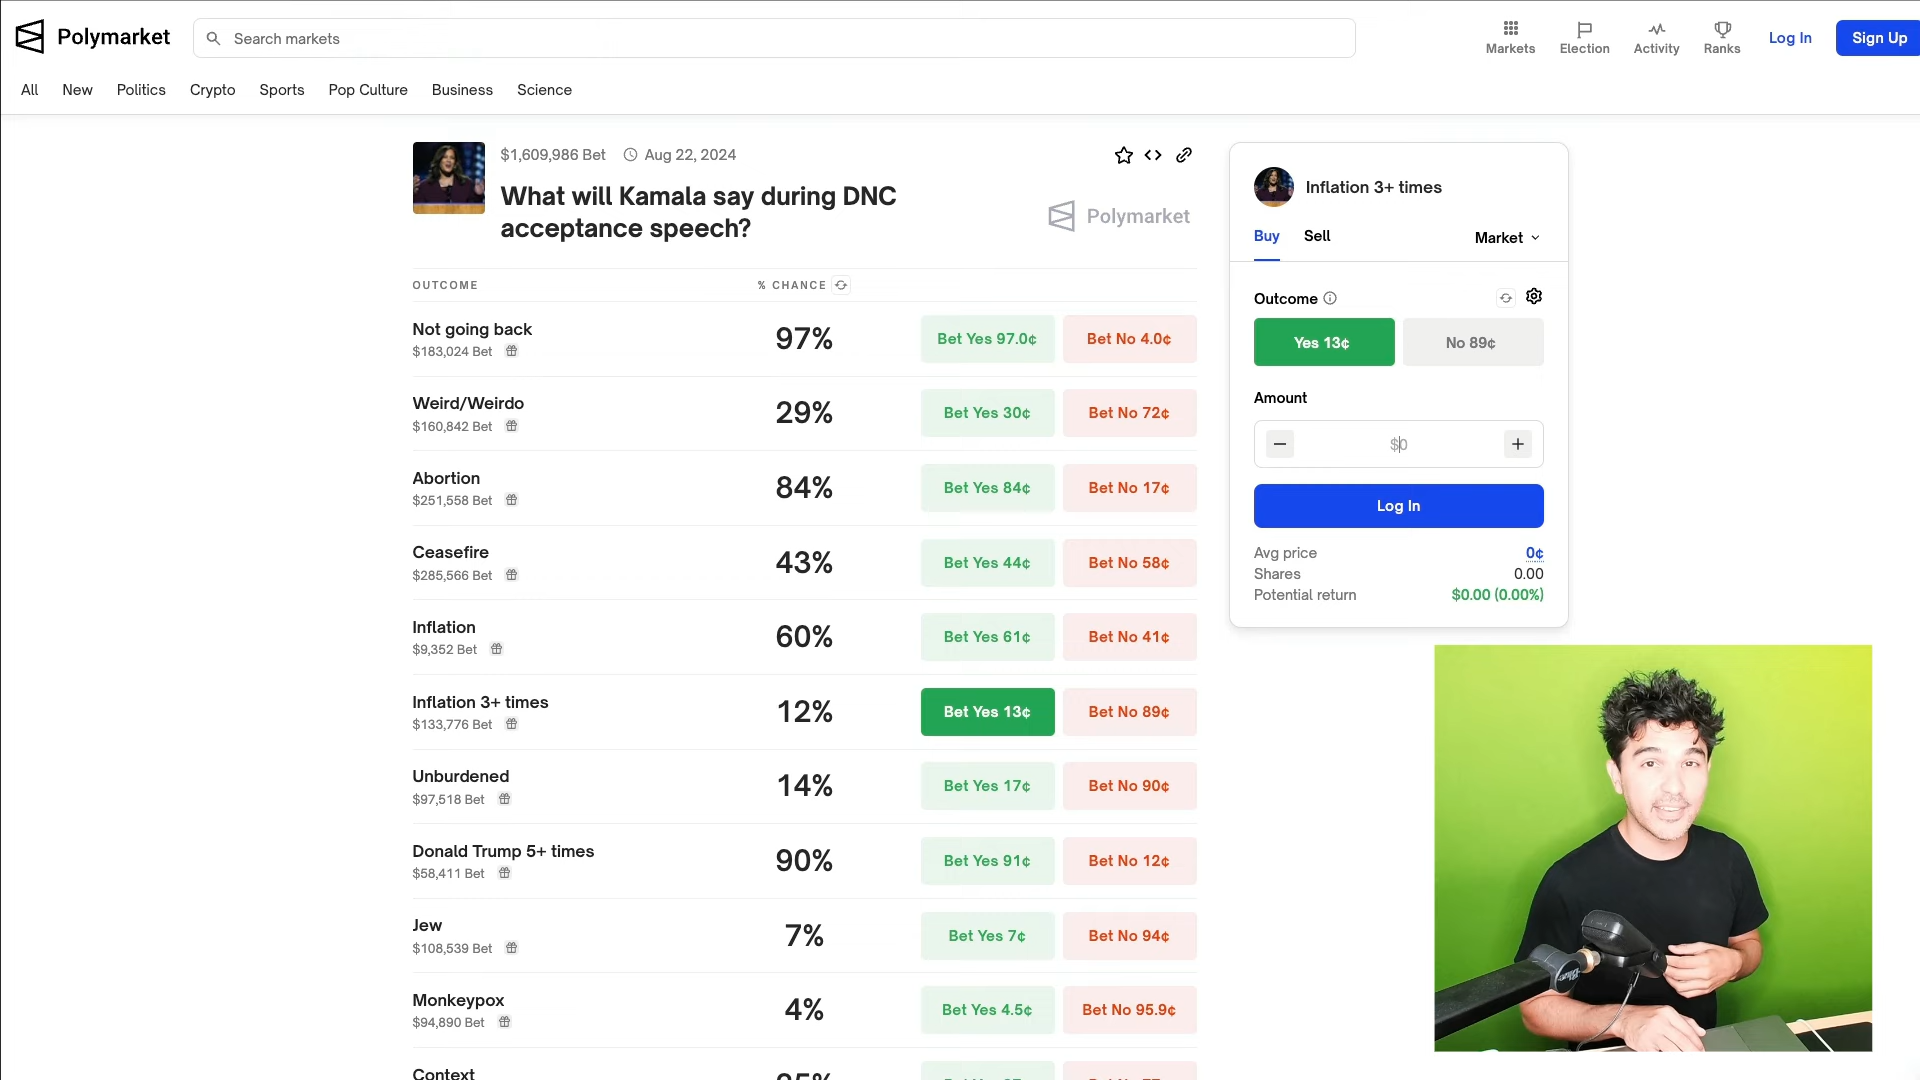 Polymarket
Search markets
Markets
Election
Activity
Ranks
Log In
Sign Up
All New Politics Crypto Sports Pop Culture Business Science
$1,609,986 Bet Aug 22, 2024
What will Kamala say during DNC
acceptance speech?
Polymarket
OUTCOME % CHANCE
Not going back
$183,024 Bet
97%
Bet Yes 97.0¢
Bet No 4.0¢
Weird/Weirdo
$160,842 Bet
29%
Bet Yes 30¢
Bet No 72¢
Abortion
$251,558 Bet
84%
Bet Yes 84¢
Bet No 17¢
Ceasefire
$285,566 Bet
43%
Bet Yes 44¢
Bet No 58¢
Inflation
$9,352 Bet
60%
Bet Yes 61¢
Bet No 41¢
Inflation 3+ times
$133,776 Bet
12%
Bet Yes 13¢
Bet No 89¢
Unburdened
$97,518 Bet
14%
Bet Yes 17¢
Bet No 90¢
Donald Trump 5+ times
$58,411 Bet
90%
Bet Yes 91¢
Bet No 12¢
Jew
$108,539 Bet
7%
Bet Yes 7¢
Bet No 94¢
Monkeypox
$94,890 Bet
4%
Bet Yes 4.5¢
Bet No 95.9¢
Context
Inflation 3+ times
Buy Sell Market
Outcome
Yes 13¢
No 89¢
Amount
$0
Log In
Avg price 0¢
Shares 0.00
Potential return $0.00 (0.00%)